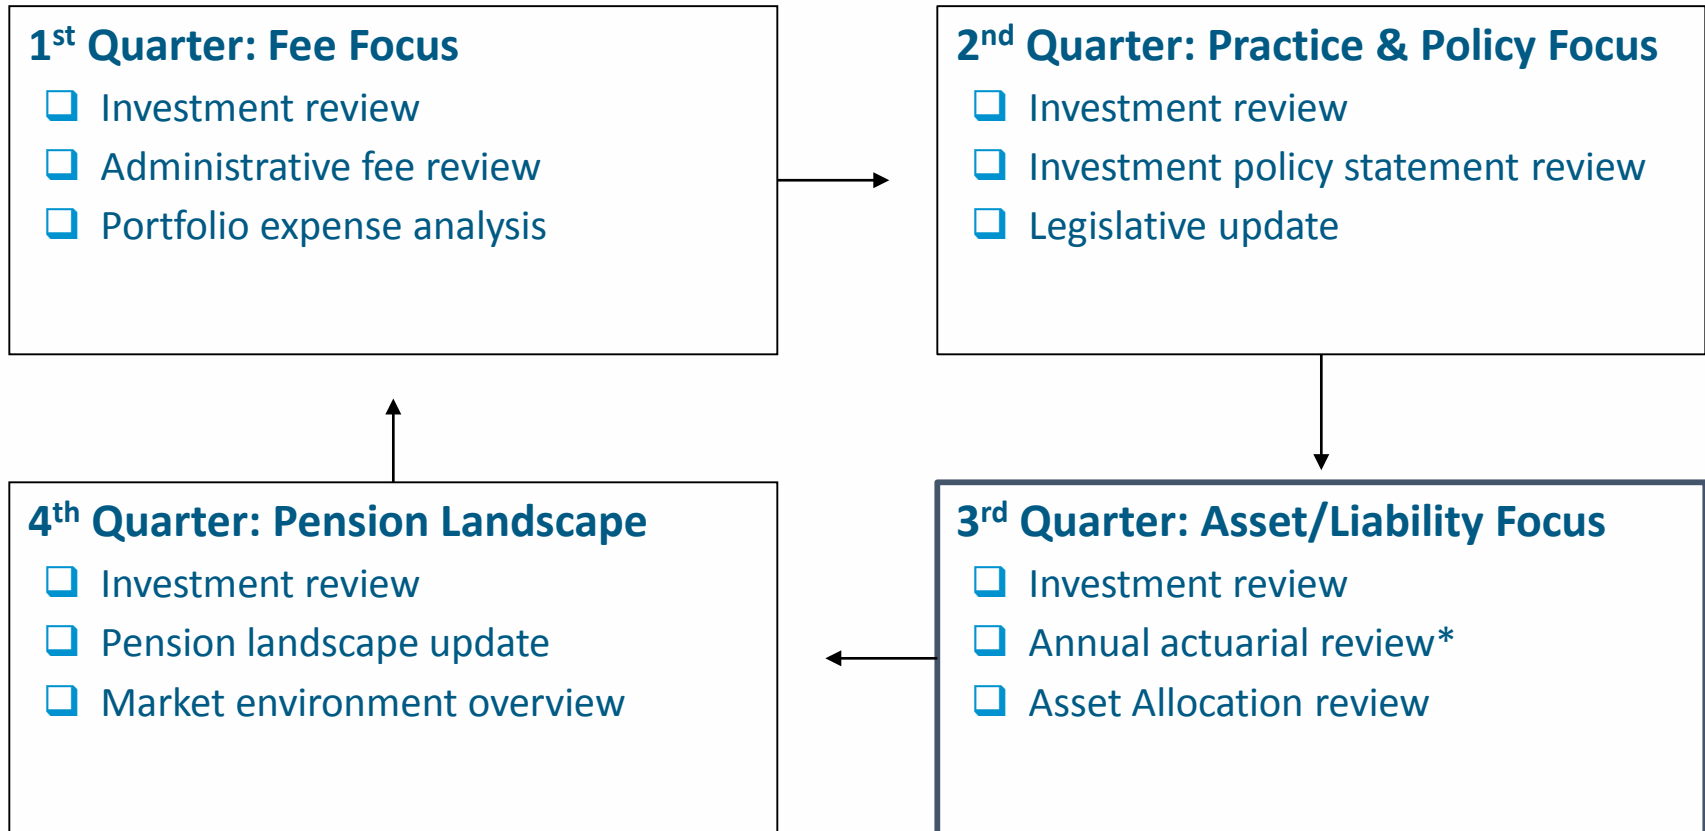 1st Quarter: Fee Focus
Investment review
Administrative fee review
Portfolio expense analysis
2nd Quarter: Practice & Policy Focus
Investment review
Investment policy statement review
Legislative update
3rd Quarter: Asset/Liability Focus
Investment review
Annual actuarial review*
Asset Allocation review
4th Quarter: Pension Landscape
Investment review
Pension landscape update
Market environment overview